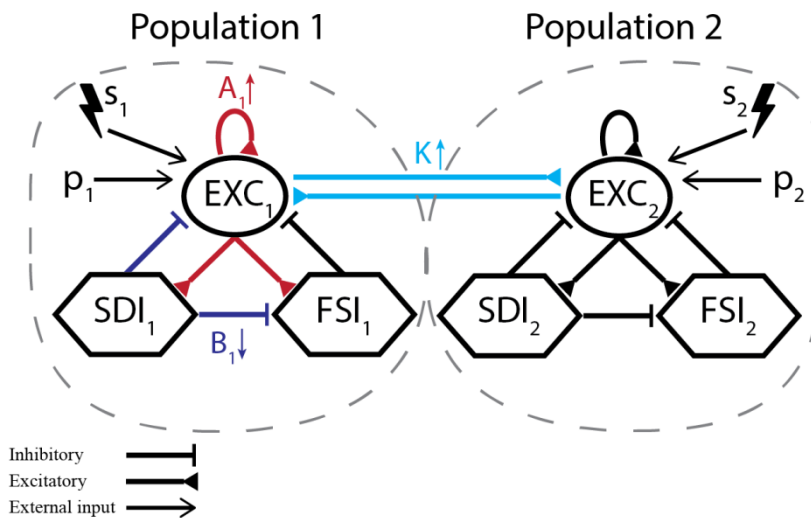 Population 1
Population 2
s₁
A₁↑
s₂
K↑
p₁
EXC₁
EXC₂
p₂
SDI₁
FSI₁
SDI₂
FSI₂
B₁↓
Inhibitory
Excitatory
External input